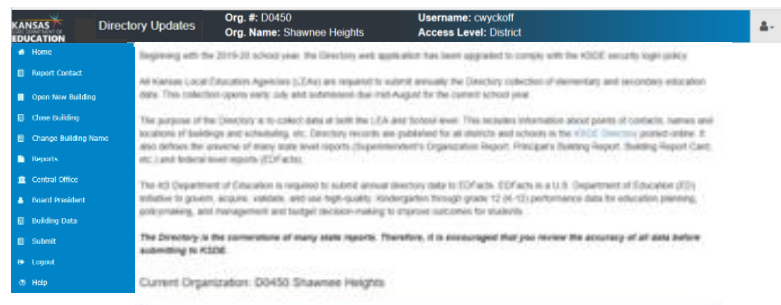 KANSAS
STATE DEPARTMENT OF
EDUCATION
Directory Updates
Org. #: D0450
Org. Name: Shawnee Heights
Username: cwyckoff
Access Level: District
Home
Report Contact
Open New Building
Close Building
Change Building Name
Reports
Central Office
Board President
Building Data
Submit
Logout
Help
Beginning with the 2019-20 school year, the Directory web application has been upgraded to comply with the KSDE security login policy.
All Kansas Local Education Agencies (LEAs) are required to submit annually the Directory collection of elementary and secondary education
data. This collection opens early July and submission due mid-August for the current school year.
The purpose of the Directory is to collect data at both the LEA and School level. This includes information about points of contacts, names and
locations of buildings and scheduling, etc. Directory records are published for all districts and schools in the KSDE Directory posted online. It
also defines the universe of many state level reports (Superintendent's Organization Report, Principal's Building Report, Building Report Card,
etc.) and federal level reports (EDFacts).
The KS Department of Education is required to submit annual directory data to EDFacts. EDFacts is a U.S. Department of Education (ED)
initiative to govern, acquire, validate, and use high-quality, Kindergarten through grade 12 (K-12) performance data for education planning,
policymaking, and management and budget decision-making to improve outcomes for students.
The Directory is the cornerstone of many state reports. Therefore, it is encouraged that you review the accuracy of all data before
submitting to KSDE.
Current Organization: D0450 Shawnee Heights